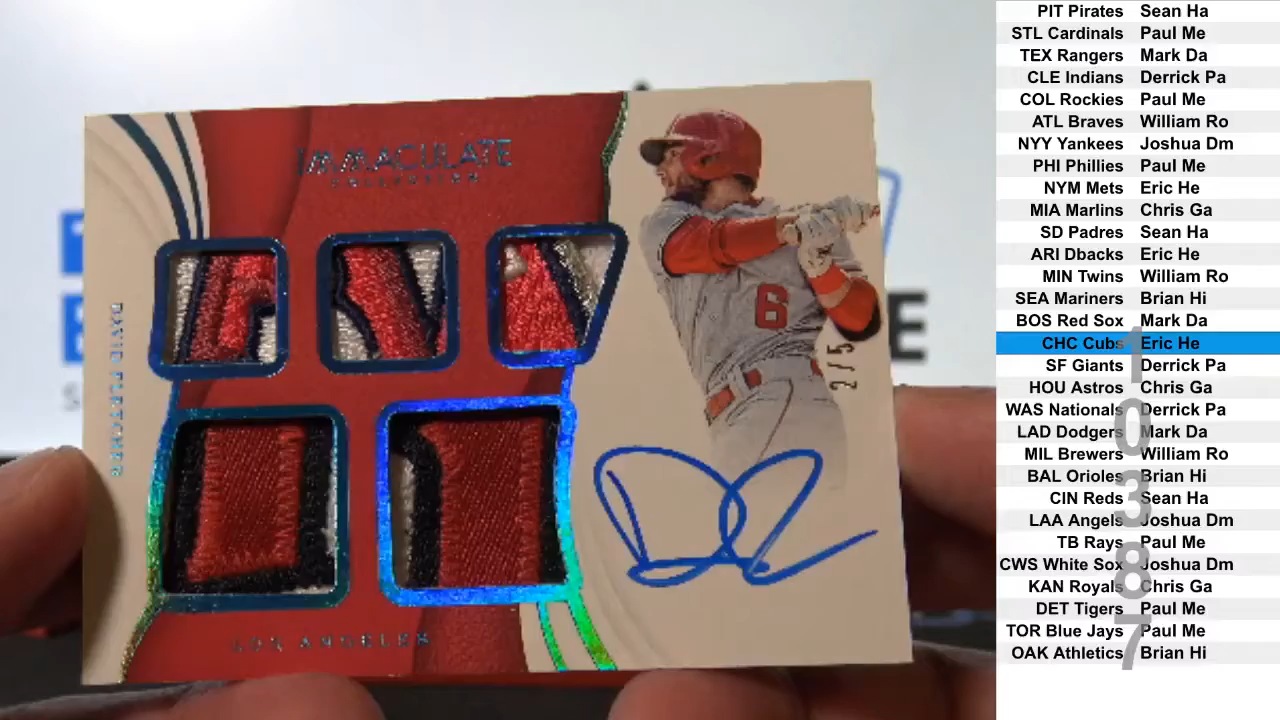 IMMACULATE
COLLECTION
DAVID FLETCHER
6
2/5
LOS ANGELES
E
PIT Pirates Sean Ha
STL Cardinals Paul Me
TEX Rangers Mark Da
CLE Indians Derrick Pa
COL Rockies Paul Me
ATL Braves William Ro
NYY Yankees Joshua Dm
PHI Phillies Paul Me
NYM Mets Eric He
MIA Marlins Chris Ga
SD Padres Sean Ha
ARI Dbacks Eric He
MIN Twins William Ro
SEA Mariners Brian Hi
BOS Red Sox Mark Da
CHC Cubs Eric He
SF Giants Derrick Pa
HOU Astros Chris Ga
WAS Nationals Derrick Pa
LAD Dodgers Mark Da
MIL Brewers William Ro
BAL Orioles Brian Hi
CIN Reds Sean Ha
LAA Angels Joshua Dm
TB Rays Paul Me
CWS White Sox Joshua Dm
KAN Royals Chris Ga
DET Tigers Paul Me
TOR Blue Jays Paul Me
OAK Athletics Brian Hi
10387